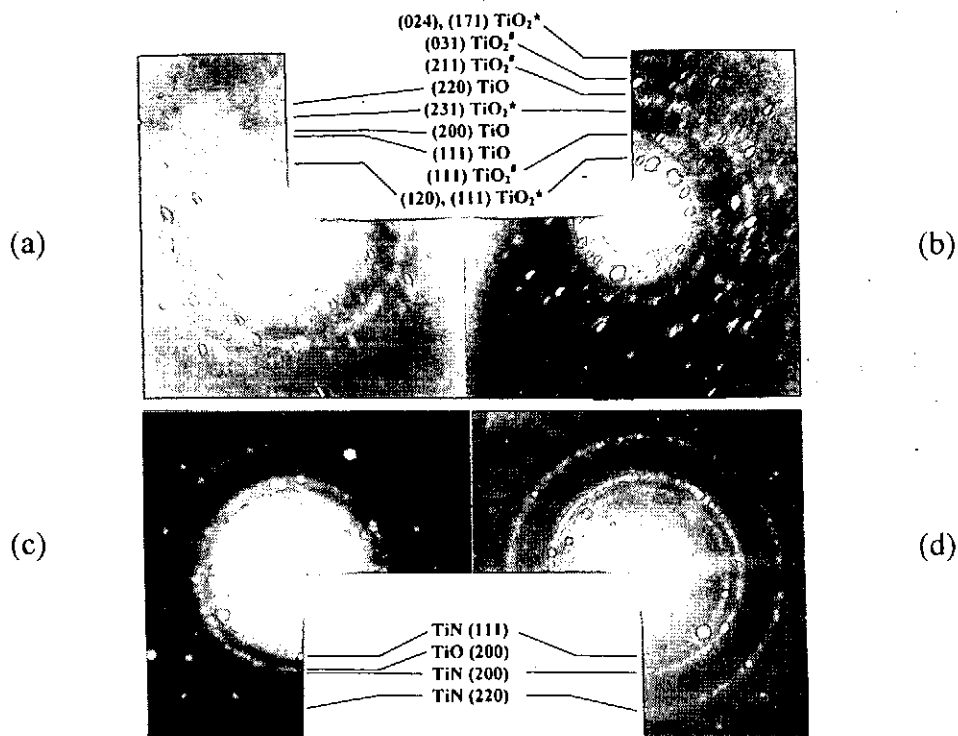 (024), (171) TiO₂*
(031) TiO₂#
(211) TiO₂#
(220) TiO
(231) TiO₂*
(200) TiO
(111) TiO
(111) TiO₂#
(120), (111) TiO₂*
(a)
(b)
(c)
(d)
TiN (111)
TiO (200)
TiN (200)
TiN (220)